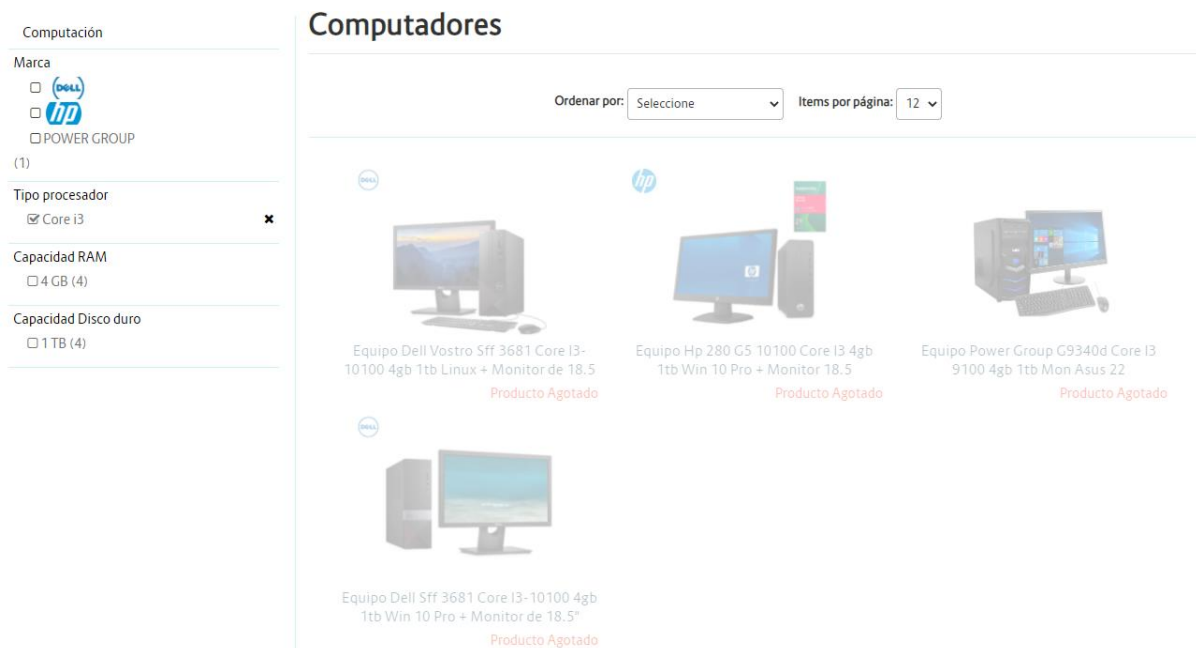 Computación
Marca
DELL
hp
POWER GROUP
(1)
Tipo procesador
Core i3
Capacidad RAM
4 GB (4)
Capacidad Disco duro
1 TB (4)
Computadores
Ordenar por: Seleccione Items por página: 12
DELL
Equipo Dell Vostro Sff 3681 Core I3-
10100 4gb 1tb Linux + Monitor de 18.5
Producto Agotado
hp
Equipo Hp 280 G5 10100 Core I3 4gb
1tb Win 10 Pro + Monitor 18.5
Producto Agotado
Equipo Power Group G9340d Core I3
9100 4gb 1tb Mon Asus 22
Producto Agotado
DELL
Equipo Dell Sff 3681 Core I3-10100 4gb
1tb Win 10 Pro + Monitor de 18.5"
Producto Agotado